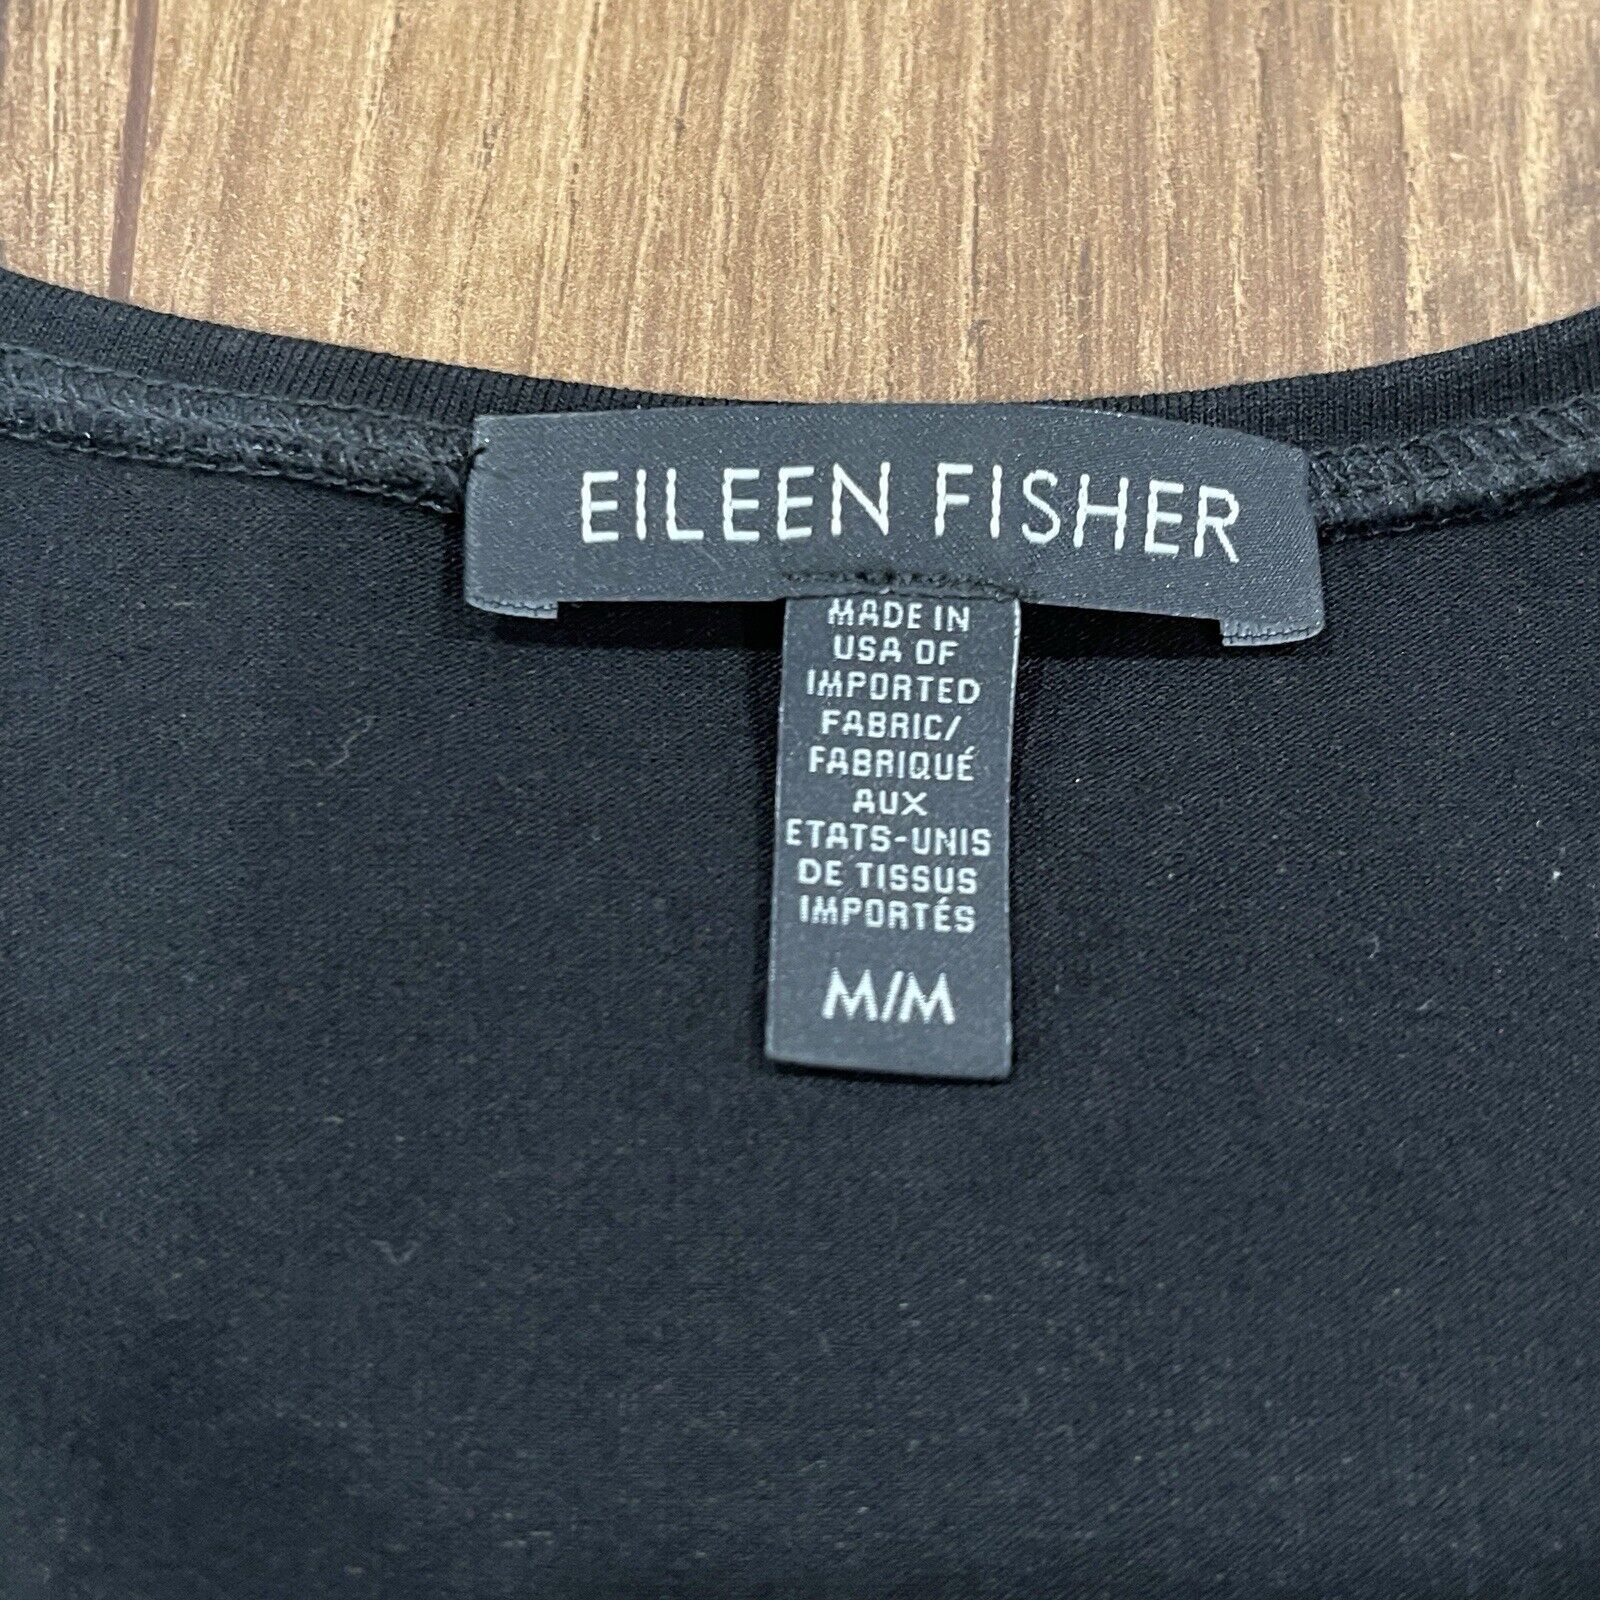 EILEEN FISHER
MADE IN
USA OF
IMPORTED
FABRIC/
FABRIQUÉ
AUX
ETATS-UNIS
DE TISSUS
IMPORTÉS
M/M